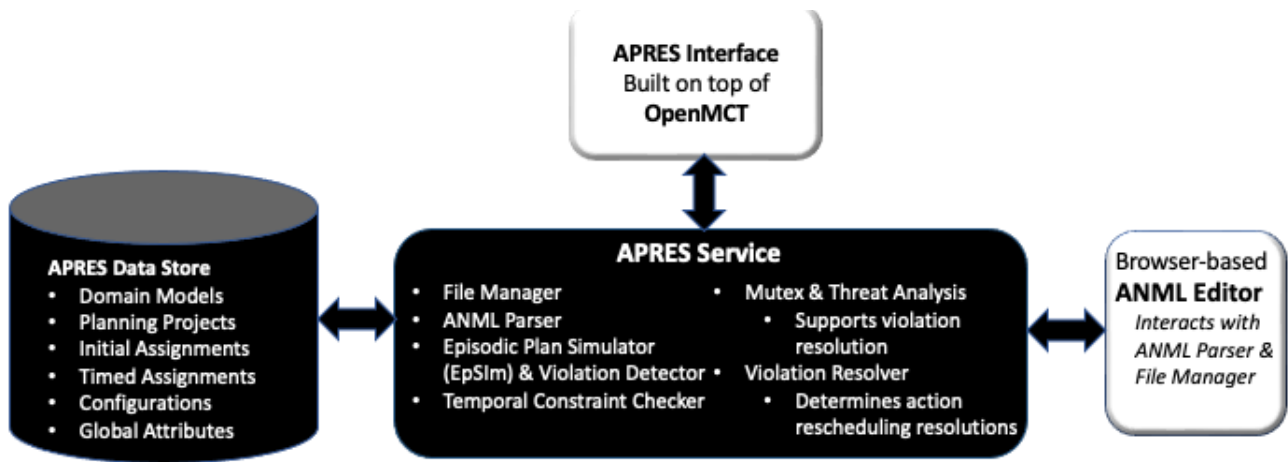 APRES Interface
Built on top of
OpenMCT
APRES Data Store
• Domain Models
• Planning Projects
• Initial Assignments
• Timed Assignments
• Configurations
• Global Attributes
APRES Service
• File Manager
• ANML Parser
• Episodic Plan Simulator
(EpSIm) & Violation Detector
• Temporal Constraint Checker
• Mutex & Threat Analysis
• Supports violation
resolution
• Violation Resolver
• Determines action
rescheduling resolutions
Browser-based
ANML Editor
Interacts with
ANML Parser &
File Manager